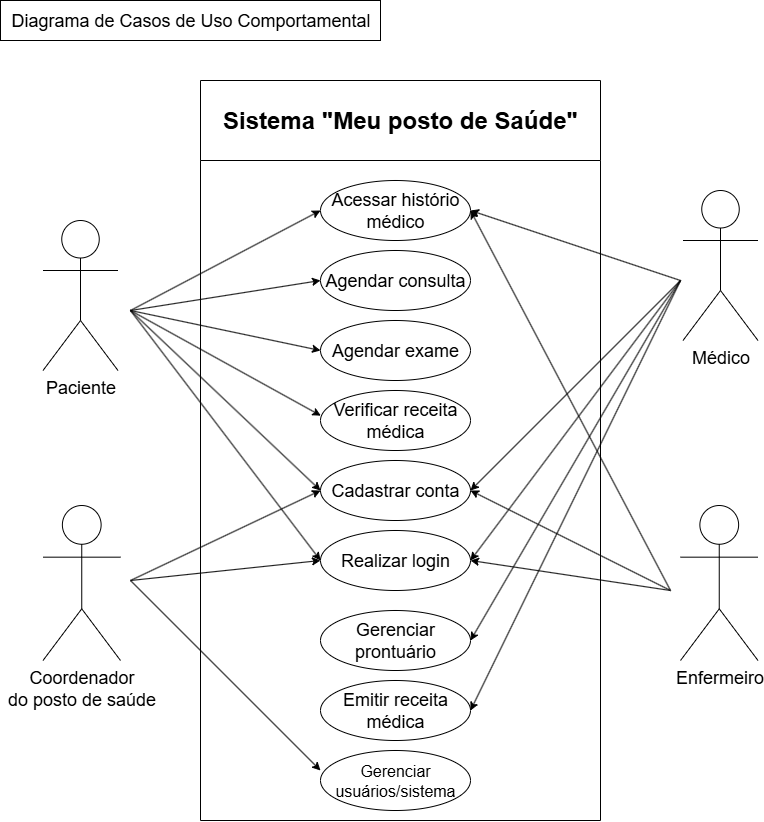 Diagrama de Casos de Uso Comportamental
Sistema "Meu posto de Saúde"
Acessar histório
médico
Agendar consulta
Agendar exame
Verificar receita
médica
Cadastrar conta
Realizar login
Gerenciar
prontuário
Emitir receita
médica
Gerenciar
usuários/sistema
Paciente
Coordenador
do posto de saúde
Médico
Enfermeiro